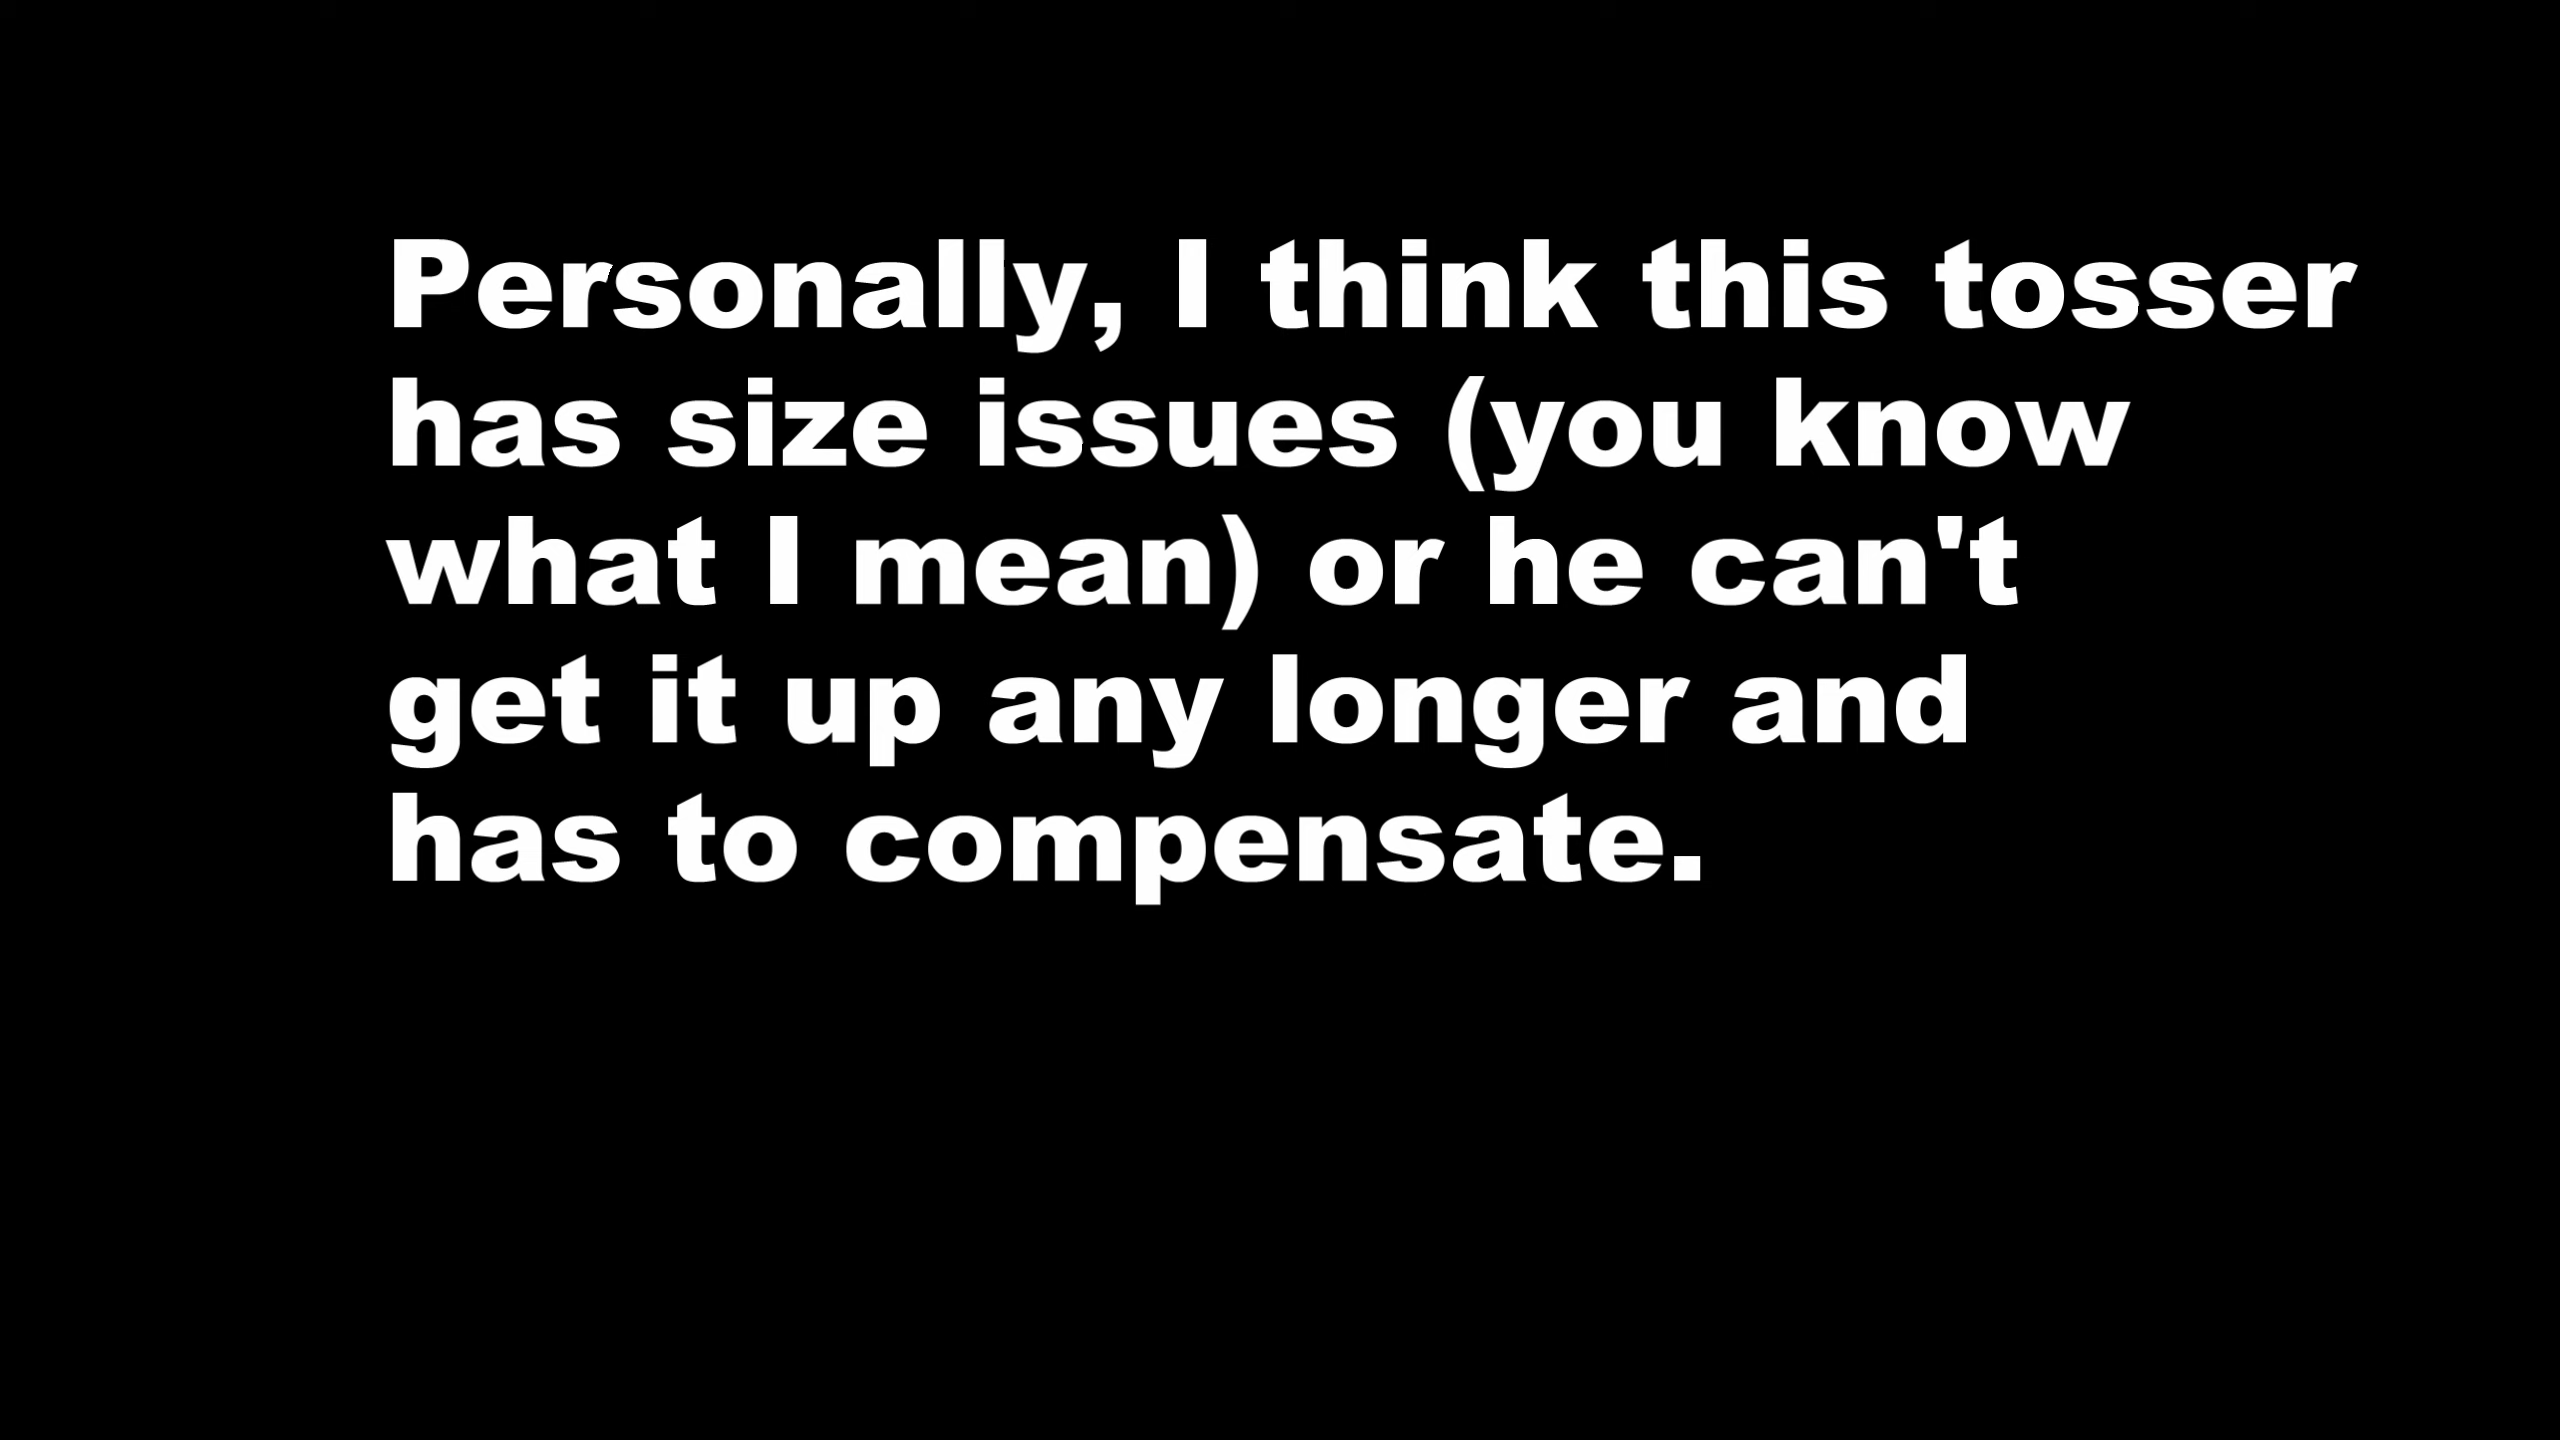 Personally, I think this tosser
has size issues (you know
what I mean) or he can't
get it up any longer and
has to compensate.